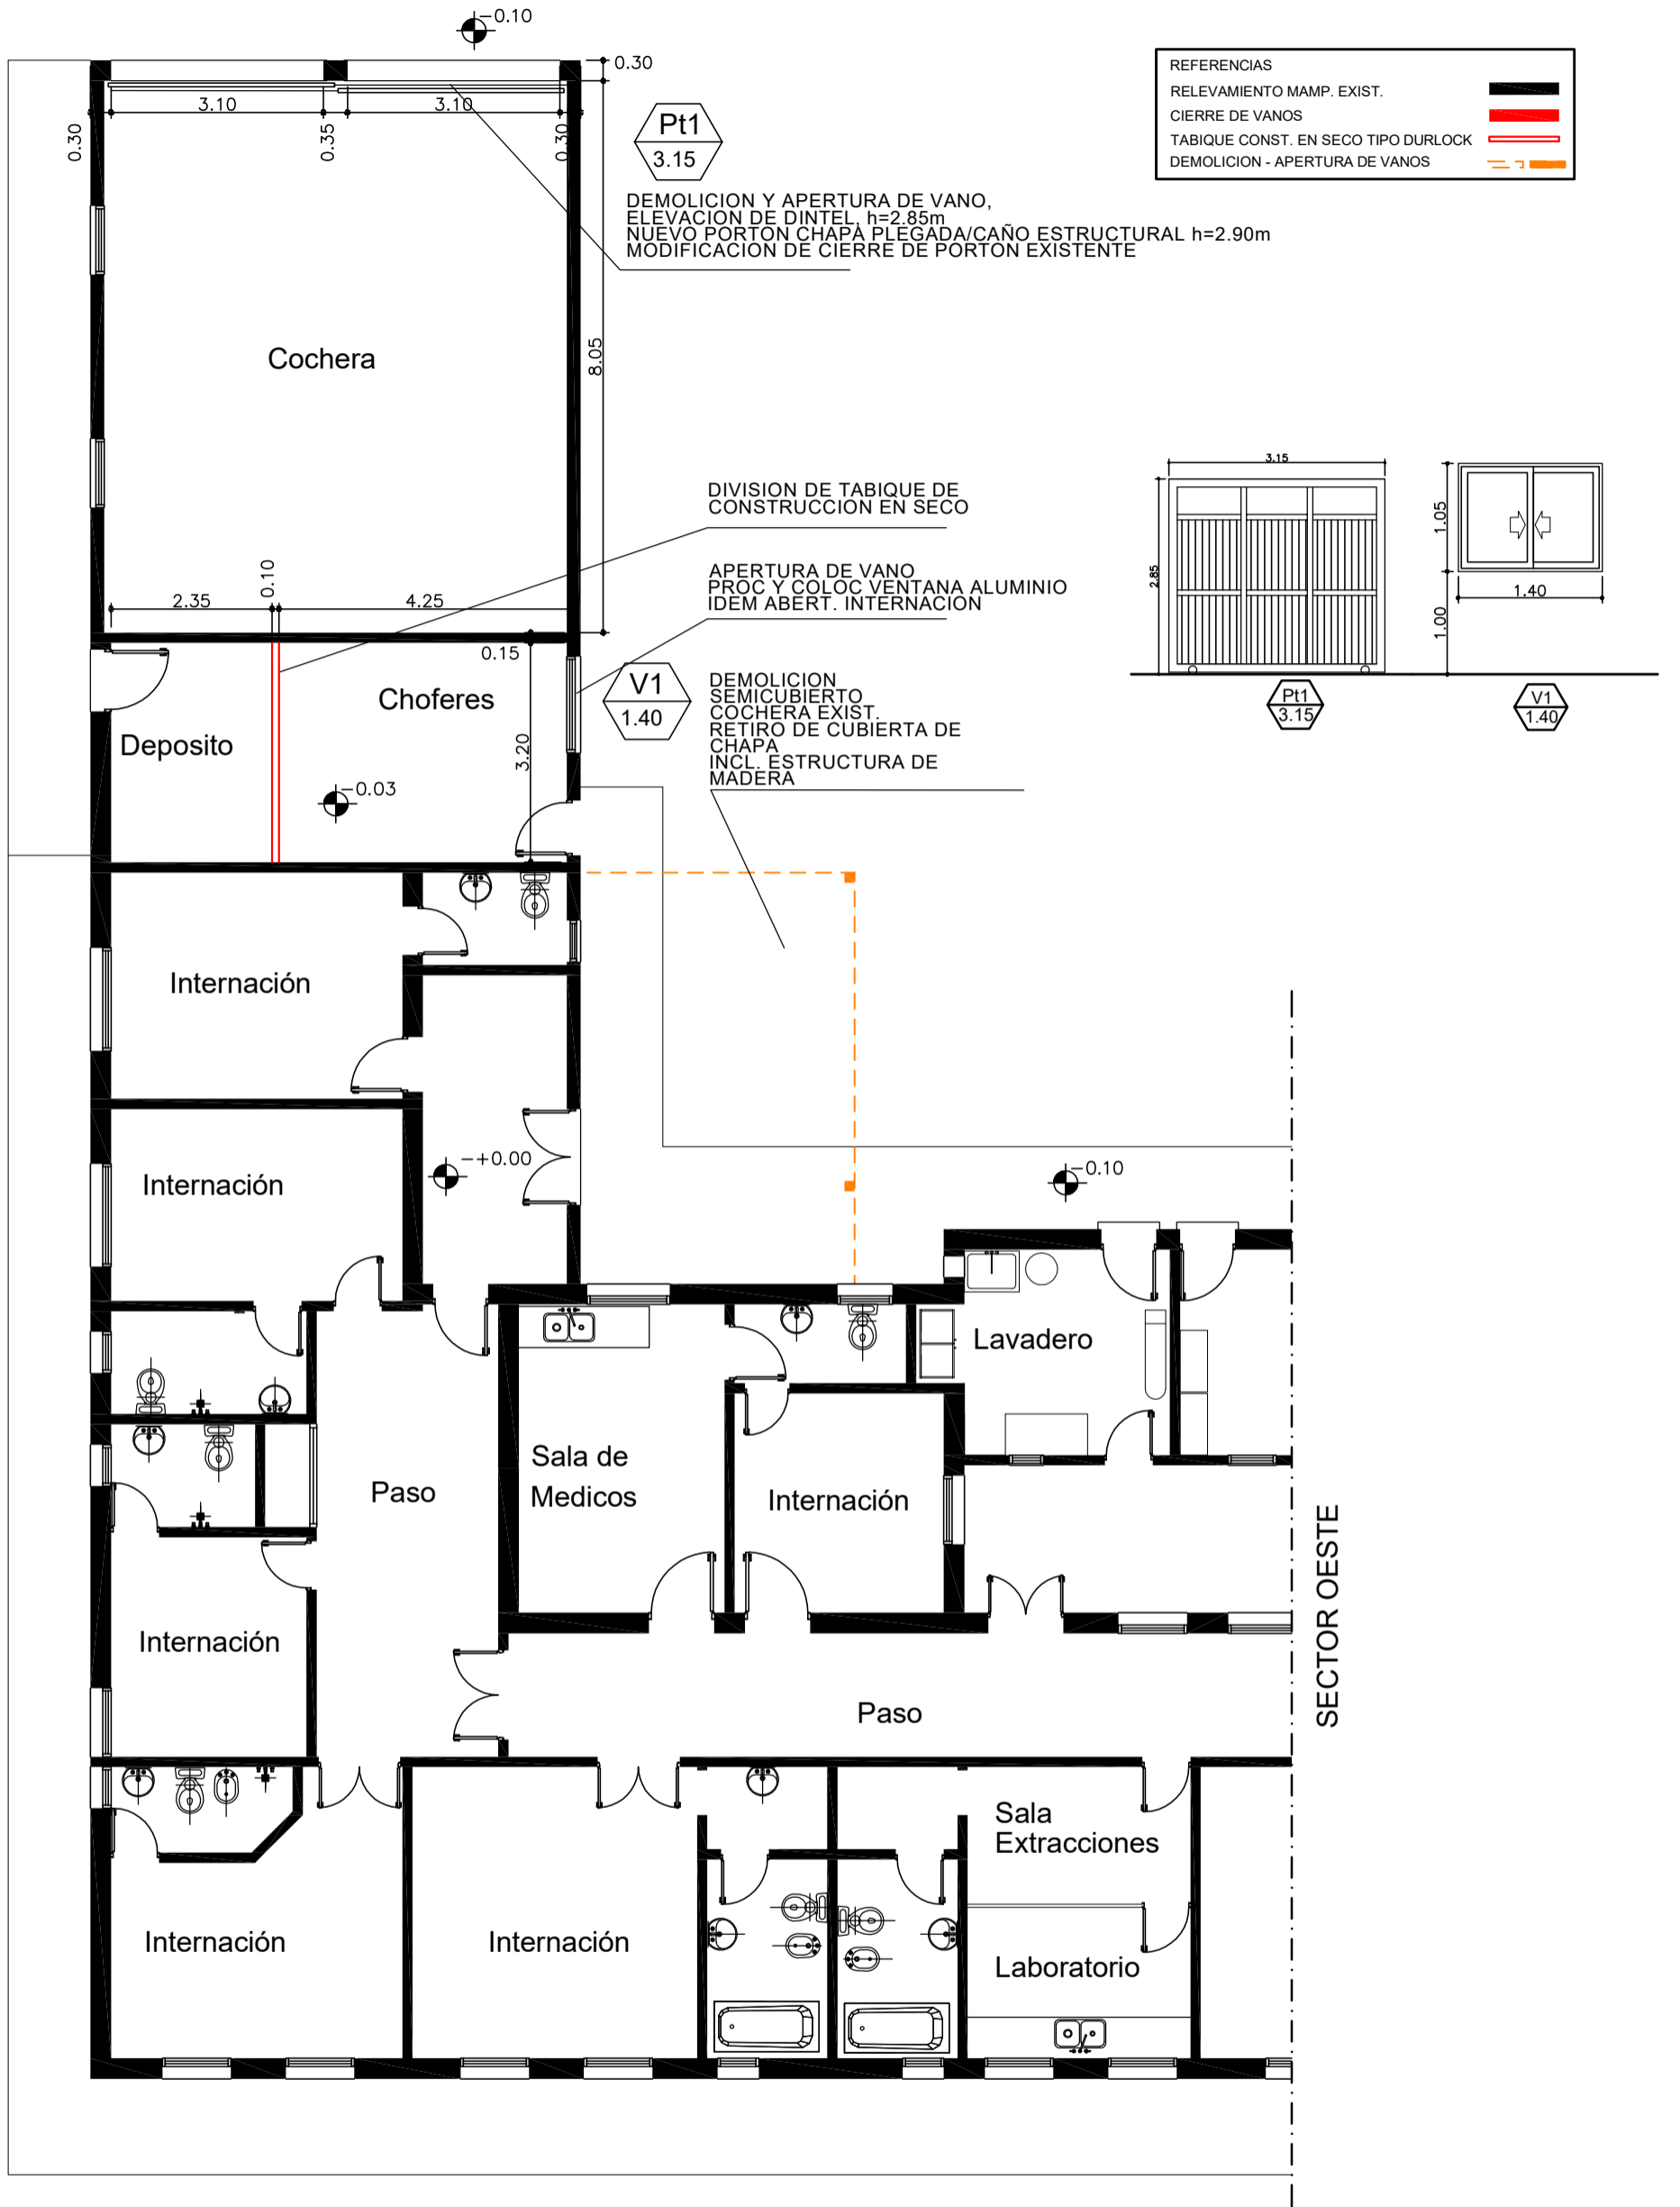 -0.10
0.30
REFERENCIAS
RELEVAMIENTO MAMP. EXIST.
CIERRE DE VANOS
TABIQUE CONST. EN SECO TIPO DURLOCK
DEMOLICION - APERTURA DE VANOS
3.10
3.10
0.30
0.35
0.30
Pt1
3.15
DEMOLICION Y APERTURA DE VANO,
ELEVACION DE DINTEL, h=2.85m
NUEVO PORTON CHAPA PLEGADA/CAÑO ESTRUCTURAL h=2.90m
MODIFICACION DE CIERRE DE PORTON EXISTENTE
Cochera
8.05
DIVISION DE TABIQUE DE
CONSTRUCCION EN SECO
APERTURA DE VANO
PROC Y COLOC VENTANA ALUMINIO
IDEM ABERT. INTERNACION
3.15
2.85
Pt1
3.15
1.05
1.40
1.00
V1
1.40
2.35
0.10
4.25
0.15
Choferes
Deposito
3.20
-0.03
V1
1.40
DEMOLICION
SEMICUBIERTO
COCHERA EXIST.
RETIRO DE CUBIERTA DE
CHAPA
INCL. ESTRUCTURA DE
MADERA
Internación
Internación
-+0.00
-0.10
Lavadero
Sala de
Medicos
Paso
Internación
Internación
Paso
SECTOR OESTE
Sala
Extracciones
Internación
Internación
Laboratorio